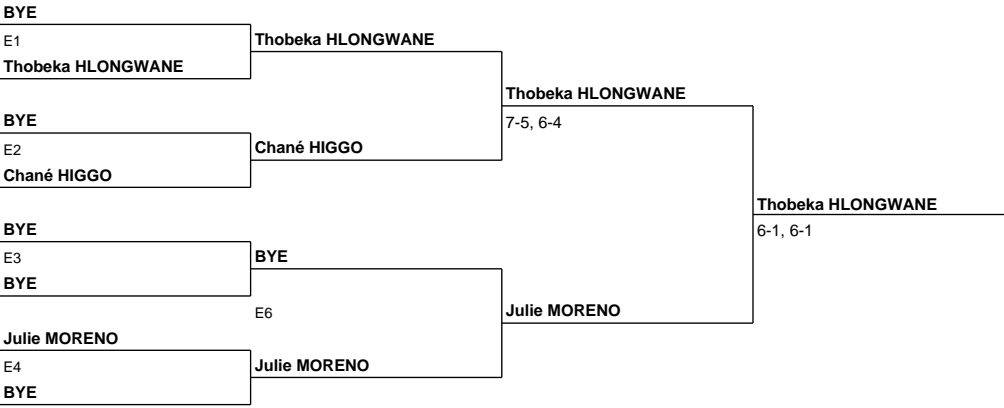 BYE
E1
Thobeka HLONGWANE
Thobeka HLONGWANE
BYE
E2
Chané HIGGO
Chané HIGGO
Thobeka HLONGWANE
7-5, 6-4
BYE
E3
BYE
BYE
E6
Julie MORENO
E4
BYE
Julie MORENO
Julie MORENO
Thobeka HLONGWANE
6-1, 6-1